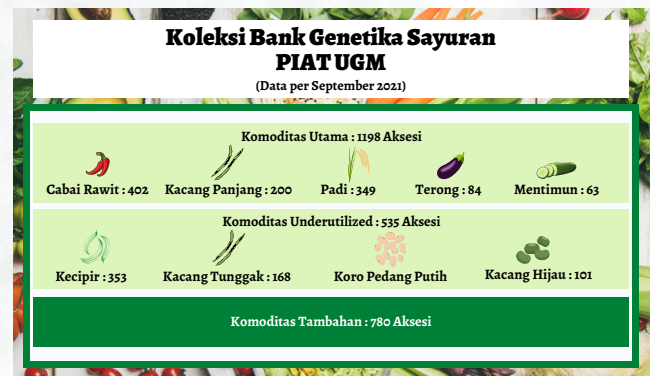 Koleksi Bank Genetika Sayuran
PIAT UGM
(Data per September 2021)
Komoditas Utama : 1198 Aksesi
Cabai Rawit : 402 Kacang Panjang : 200 Padi : 349 Terong : 84 Mentimun : 63
Komoditas Underutilized : 535 Aksesi
Kecipir : 353 Kacang Tunggak : 168 Koro Pedang Putih Kacang Hijau : 101
Komoditas Tambahan : 780 Aksesi